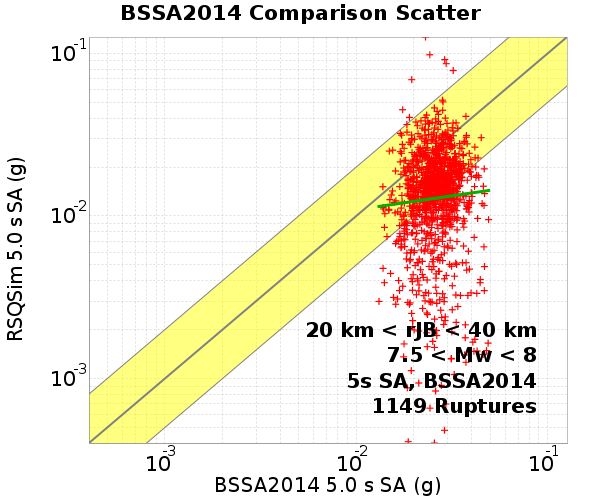 BSSA2014 Comparison Scatter
RSQSim 5.0 s SA (g)
10^-1
10^-2
10^-3
20 km < rJB < 40 km
7.5 < Mw < 8
5s SA, BSSA2014
1149 Ruptures
10^-3
10^-2
10^-1
BSSA2014 5.0 s SA (g)